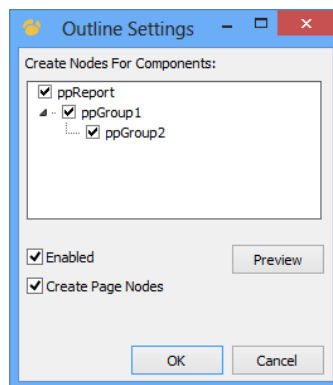 Outline Settings
Create Nodes For Components:
ppReport
ppGroup1
ppGroup2
Enabled
Preview
Create Page Nodes
OK
Cancel